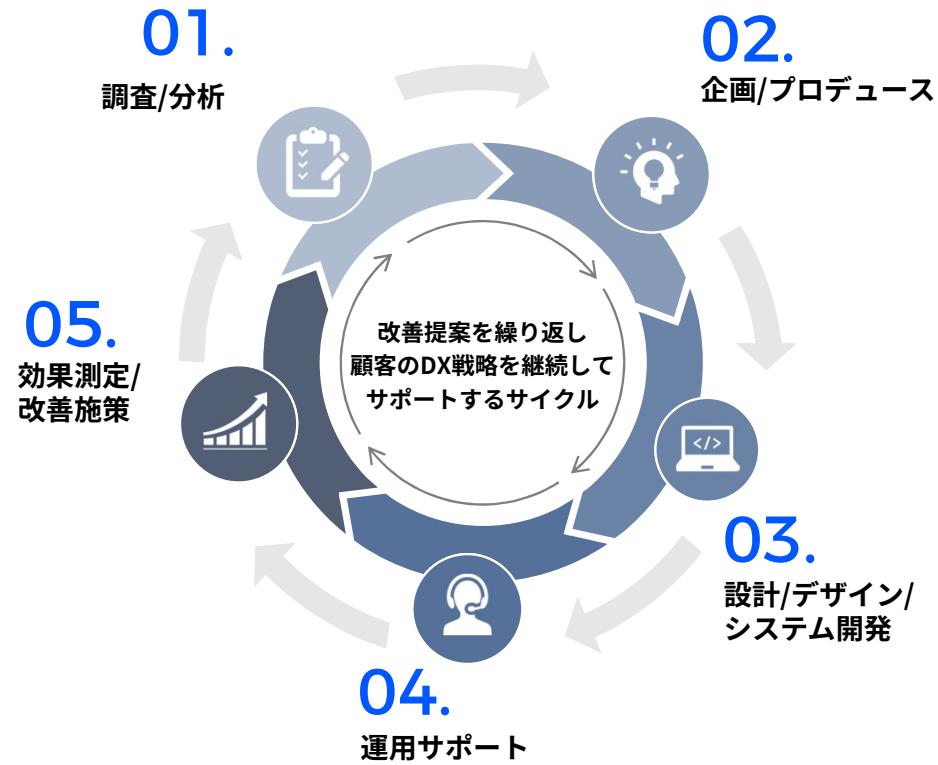 01.
調査/分析
02.
企画/プロデュース
03.
設計/デザイン/
システム開発
04.
運用サポート
05.
効果測定/
改善施策
改善提案を繰り返し
顧客のDX戦略を継続して
サポートするサイクル
</>